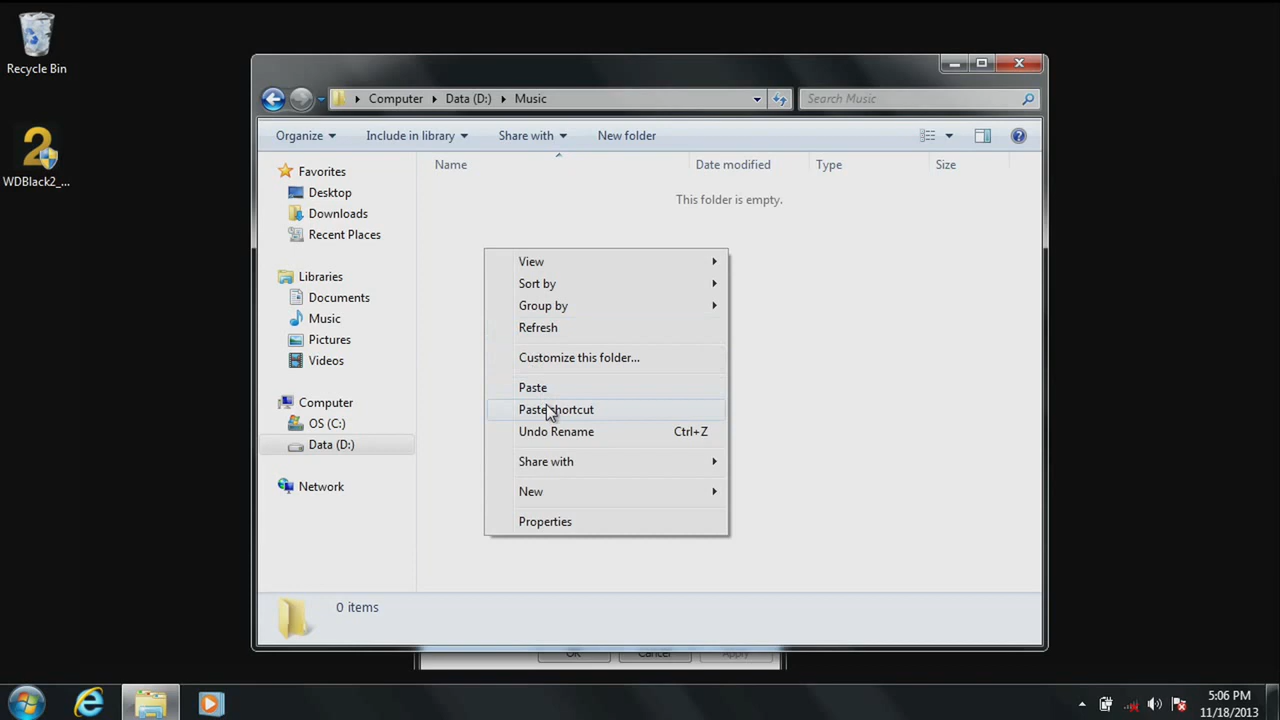 Recycle Bin
WDBlack2_...
Computer Data (D:) Music
Search Music
Organize Include in library Share with New folder
Name Date modified Type Size
This folder is empty.
Favorites
Desktop
Downloads
Recent Places
Libraries
Documents
Music
Pictures
Videos
Computer
OS (C:)
Data (D:)
Network
View
Sort by
Group by
Refresh
Customize this folder...
Paste
Paste shortcut
Undo Rename Ctrl+Z
Share with
New
Properties
0 items
OK Cancel Apply
5:06 PM
11/18/2013